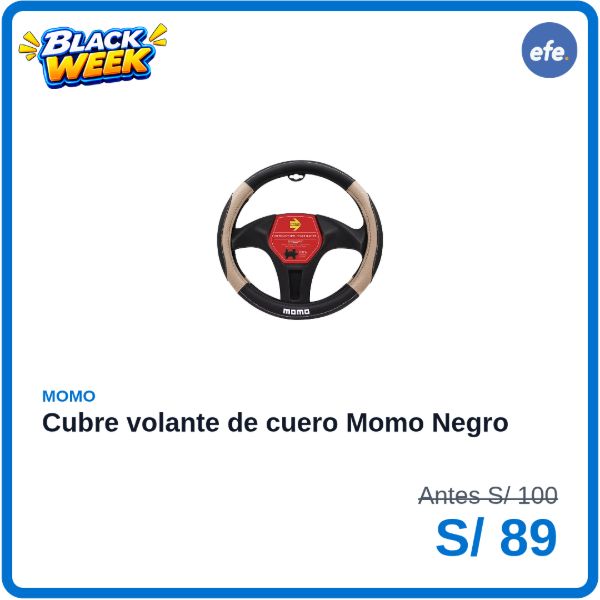 BLACK
WEEK
efe.
momo
MOMO
Cubre volante de cuero Momo Negro
Antes S/ 100
S/ 89